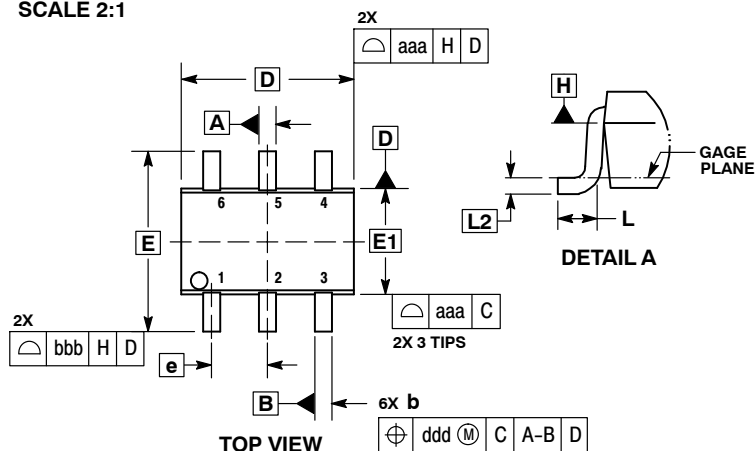 SCALE 2:1
2X
aaa H D
D
A
D
H
GAGE
PLANE
6 5 4
L2
L
E
E1
DETAIL A
1 2 3
aaa C
2X 3 TIPS
2X
bbb H D
e
B
6X b
ddd Ⓜ C A-B D
TOP VIEW